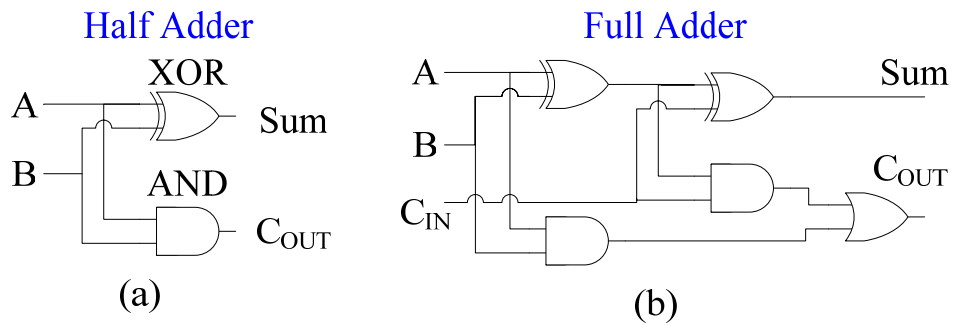 Half Adder
XOR
A
Sum
B
AND
COUT
(a)
Full Adder
A
Sum
B
COUT
CIN
(b)